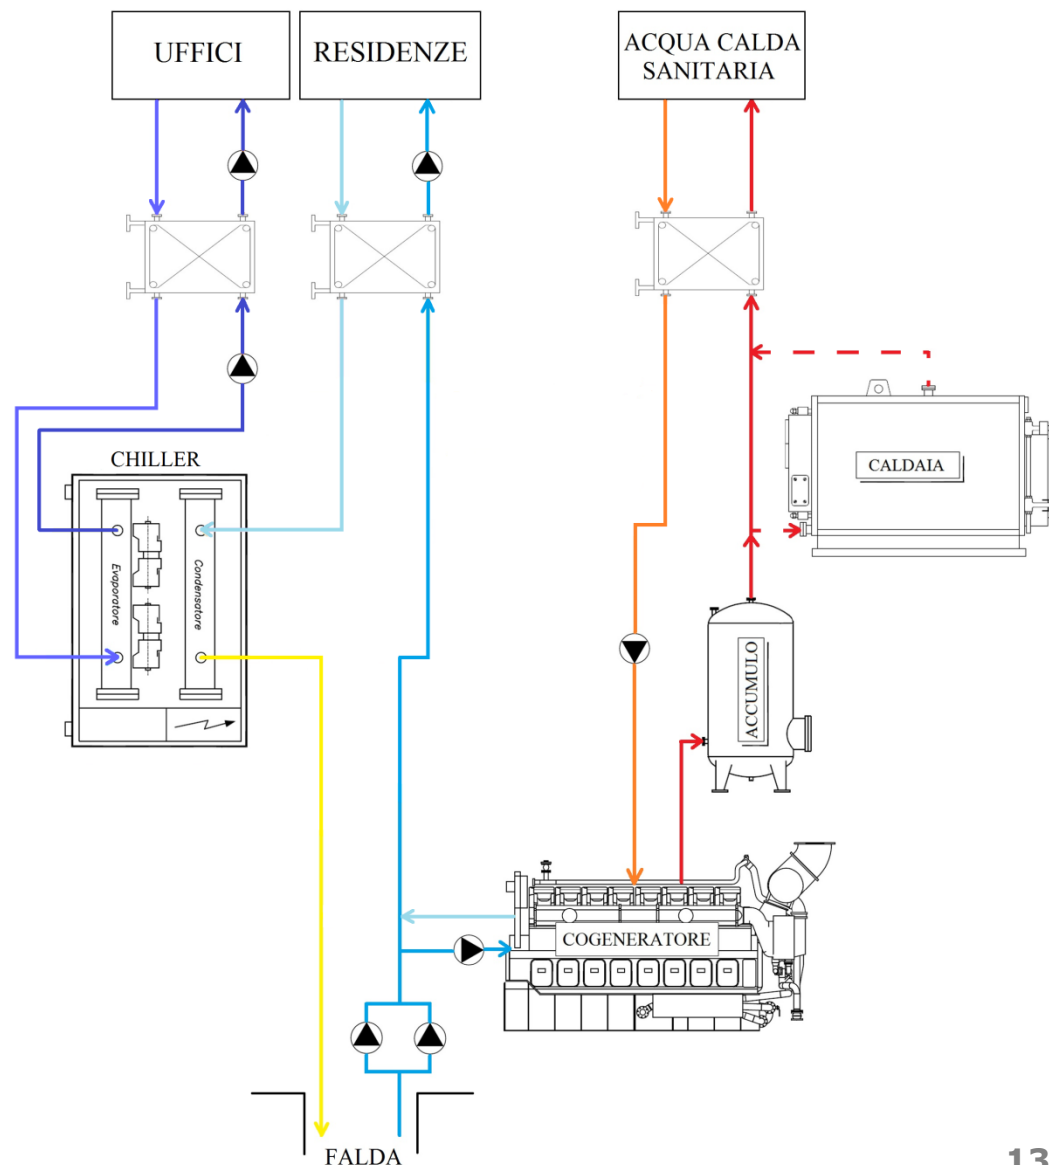 UFFICI
RESIDENZE
ACQUA CALDA
SANITARIA
CHILLER
CALDAIA
Evaporatore
Condensatore
ACCUMULO
COGENERATORE
FALDA
13